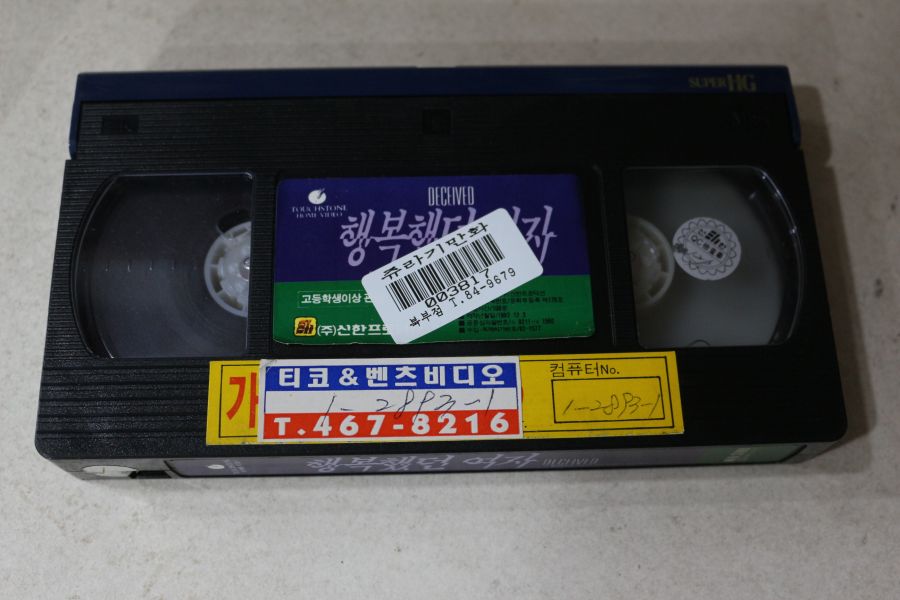 SUPER HG
TOUCHSTONE
HOME VIDEO
DECEIVED
행복했던 여자
쥬라기만화
003817
북부점 T.84-9679
고등학생이상
(주)신한프로
컴퓨터No.
티코&벤츠비디오
1-2893-1
T.467-8216
1-2893-1
행복했던 여자 DECEIVED